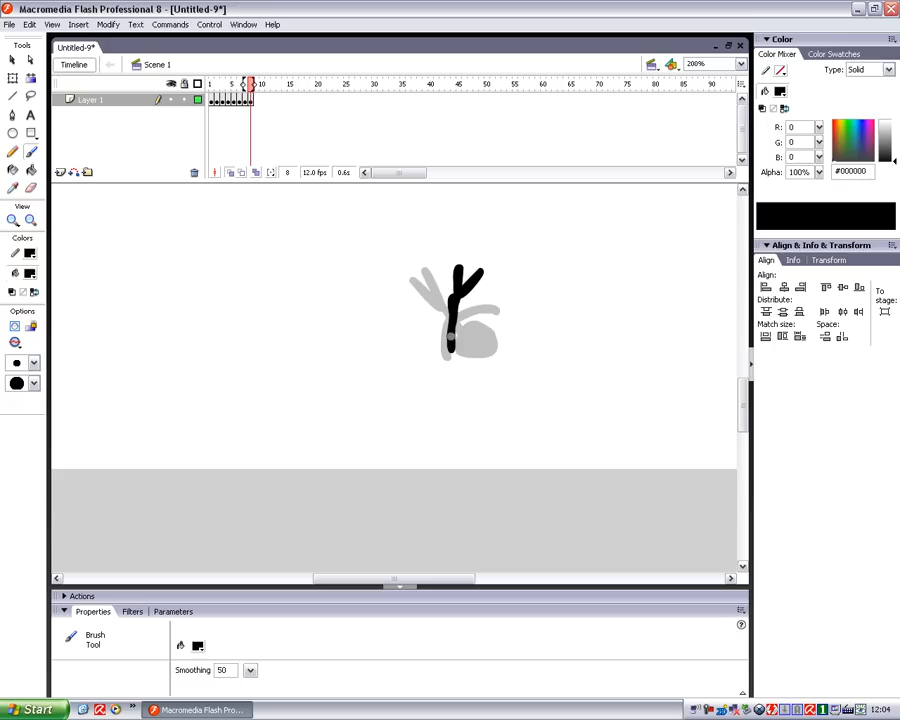 Macromedia Flash Professional 8 - [Untitled-9*]
File Edit View Insert Modify Text Commands Control Window Help
Tools
Untitled-9*
Timeline Scene 1 200%
1 5 10 15 20 25 30 35 40 45 50 55 60 65 70 75 80 85 90
Layer 1
8 12.0 fps 0.6s
View
Colors
Options
Color
Color Mixer Color Swatches
Type: Solid
R: 0
G: 0
B: 0
Alpha: 100% #000000
Align & Info & Transform
Align Info Transform
Align:
Distribute:
Match size: Space:
To stage:
Actions
Properties Filters Parameters
Brush
Tool
Smoothing 50
Start Macromedia Flash Pro... 12:04